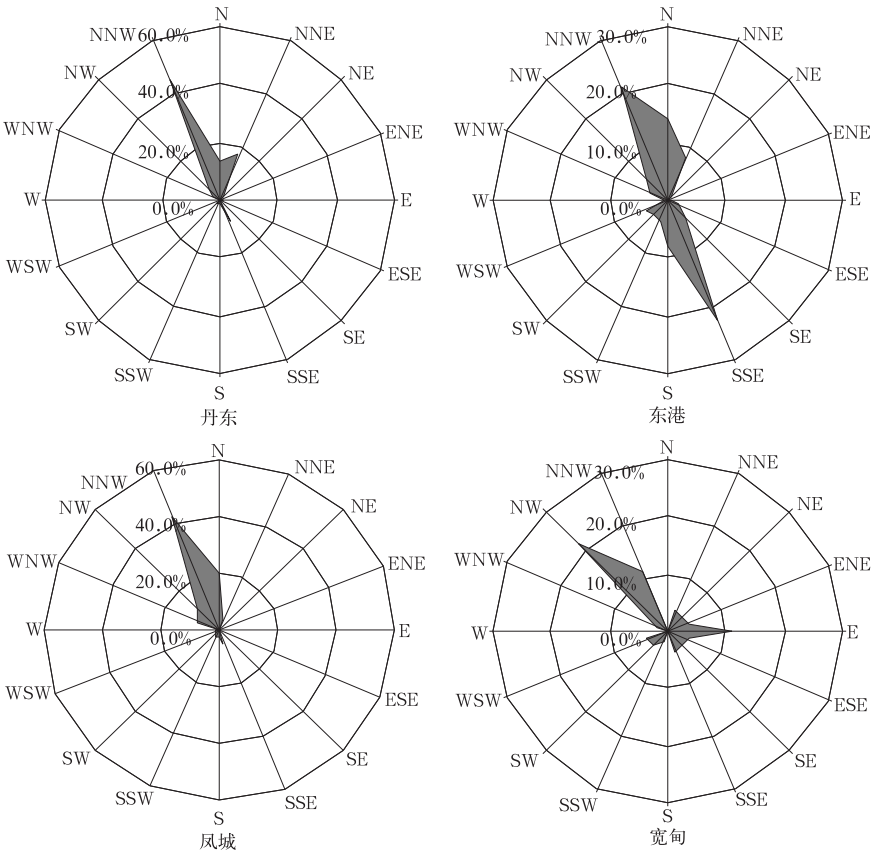 N
NNW 60.0% NNE
NW NE
40.0%
WNW ENE
20.0%
W 0.0% E
WSW ESE
SW SE
SSW SSE
S
丹东
N
NNW 30.0% NNE
NW NE
20.0%
WNW ENE
10.0%
W 0.0% E
WSW ESE
SW SE
SSW SSE
S
东港
N
60.0% NNE
NNW
NW NE
40.0%
WNW ENE
20.0%
W 0.0% E
WSW ESE
SW SE
SSW SSE
S
凤城
N
NNW 30.0% NNE
NW NE
20.0%
WNW ENE
10.0%
W 0.0% E
WSW ESE
SW SE
SSW SSE
S
宽甸